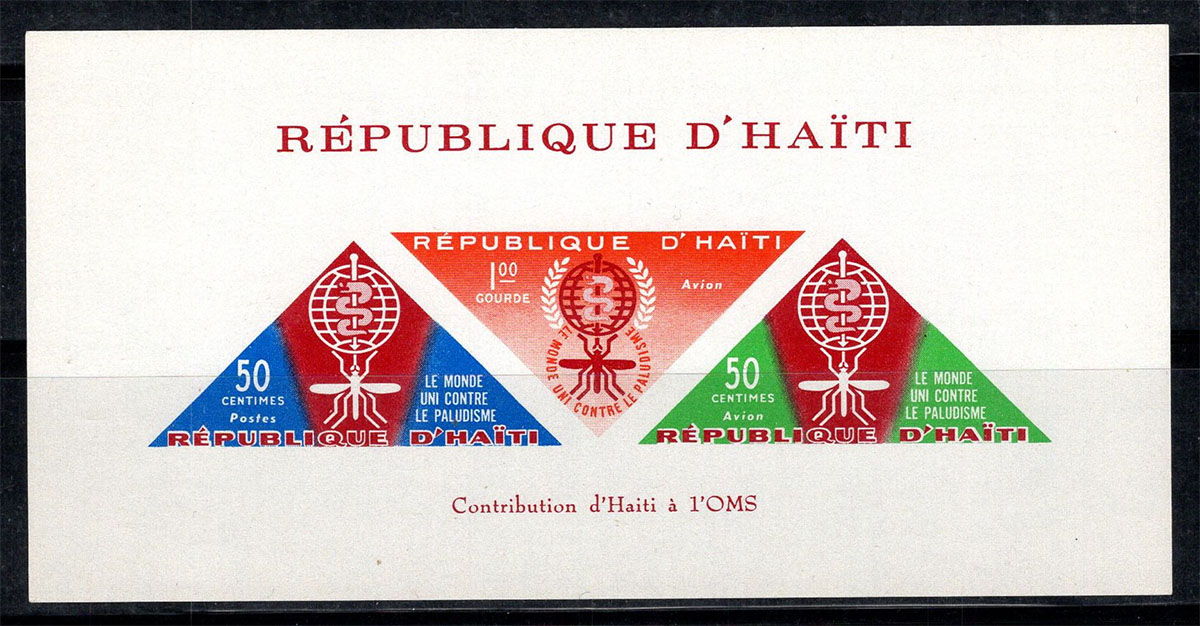 RÉPUBLIQUE D'HAÏTI
50
CENTIMES
Postes
LE MONDE
UNI CONTRE
LE PALUDISME
RÉPUBLIQUE D'HAÏTI
RÉPUBLIQUE D'HAÏTI
1.00
GOURDE
Avion
LE MONDE UNI CONTRE LE PALUDISME
50
CENTIMES
Avion
LE MONDE
UNI CONTRE
LE PALUDISME
RÉPUBLIQUE D'HAÏTI
Contribution d'Haiti à l'OMS